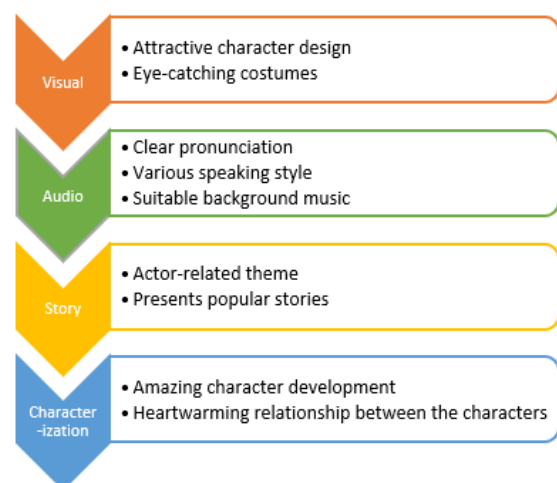 Visual
• Attractive character design
• Eye-catching costumes
Audio
• Clear pronunciation
• Various speaking style
• Suitable background music
Story
• Actor-related theme
• Presents popular stories
Character
-ization
• Amazing character development
• Heartwarming relationship between the characters